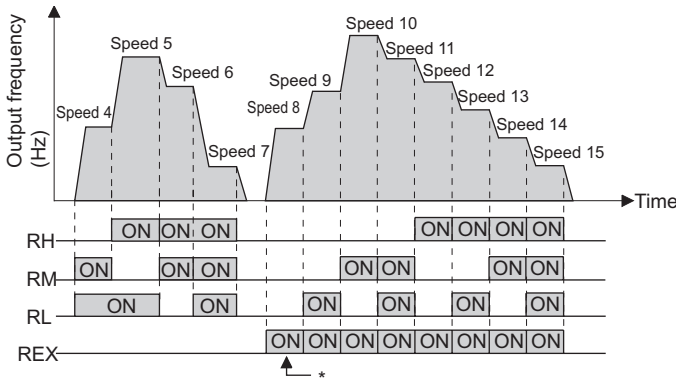 Output frequency
(Hz)
Speed 4
Speed 5
Speed 6
Speed 7
Speed 8
Speed 9
Speed 10
Speed 11
Speed 12
Speed 13
Speed 14
Speed 15
Time
RH ON ON ON ON ON ON ON
RM ON ON ON ON ON ON ON
RL ON ON ON ON ON ON
REX ON ON ON ON ON ON ON ON
*